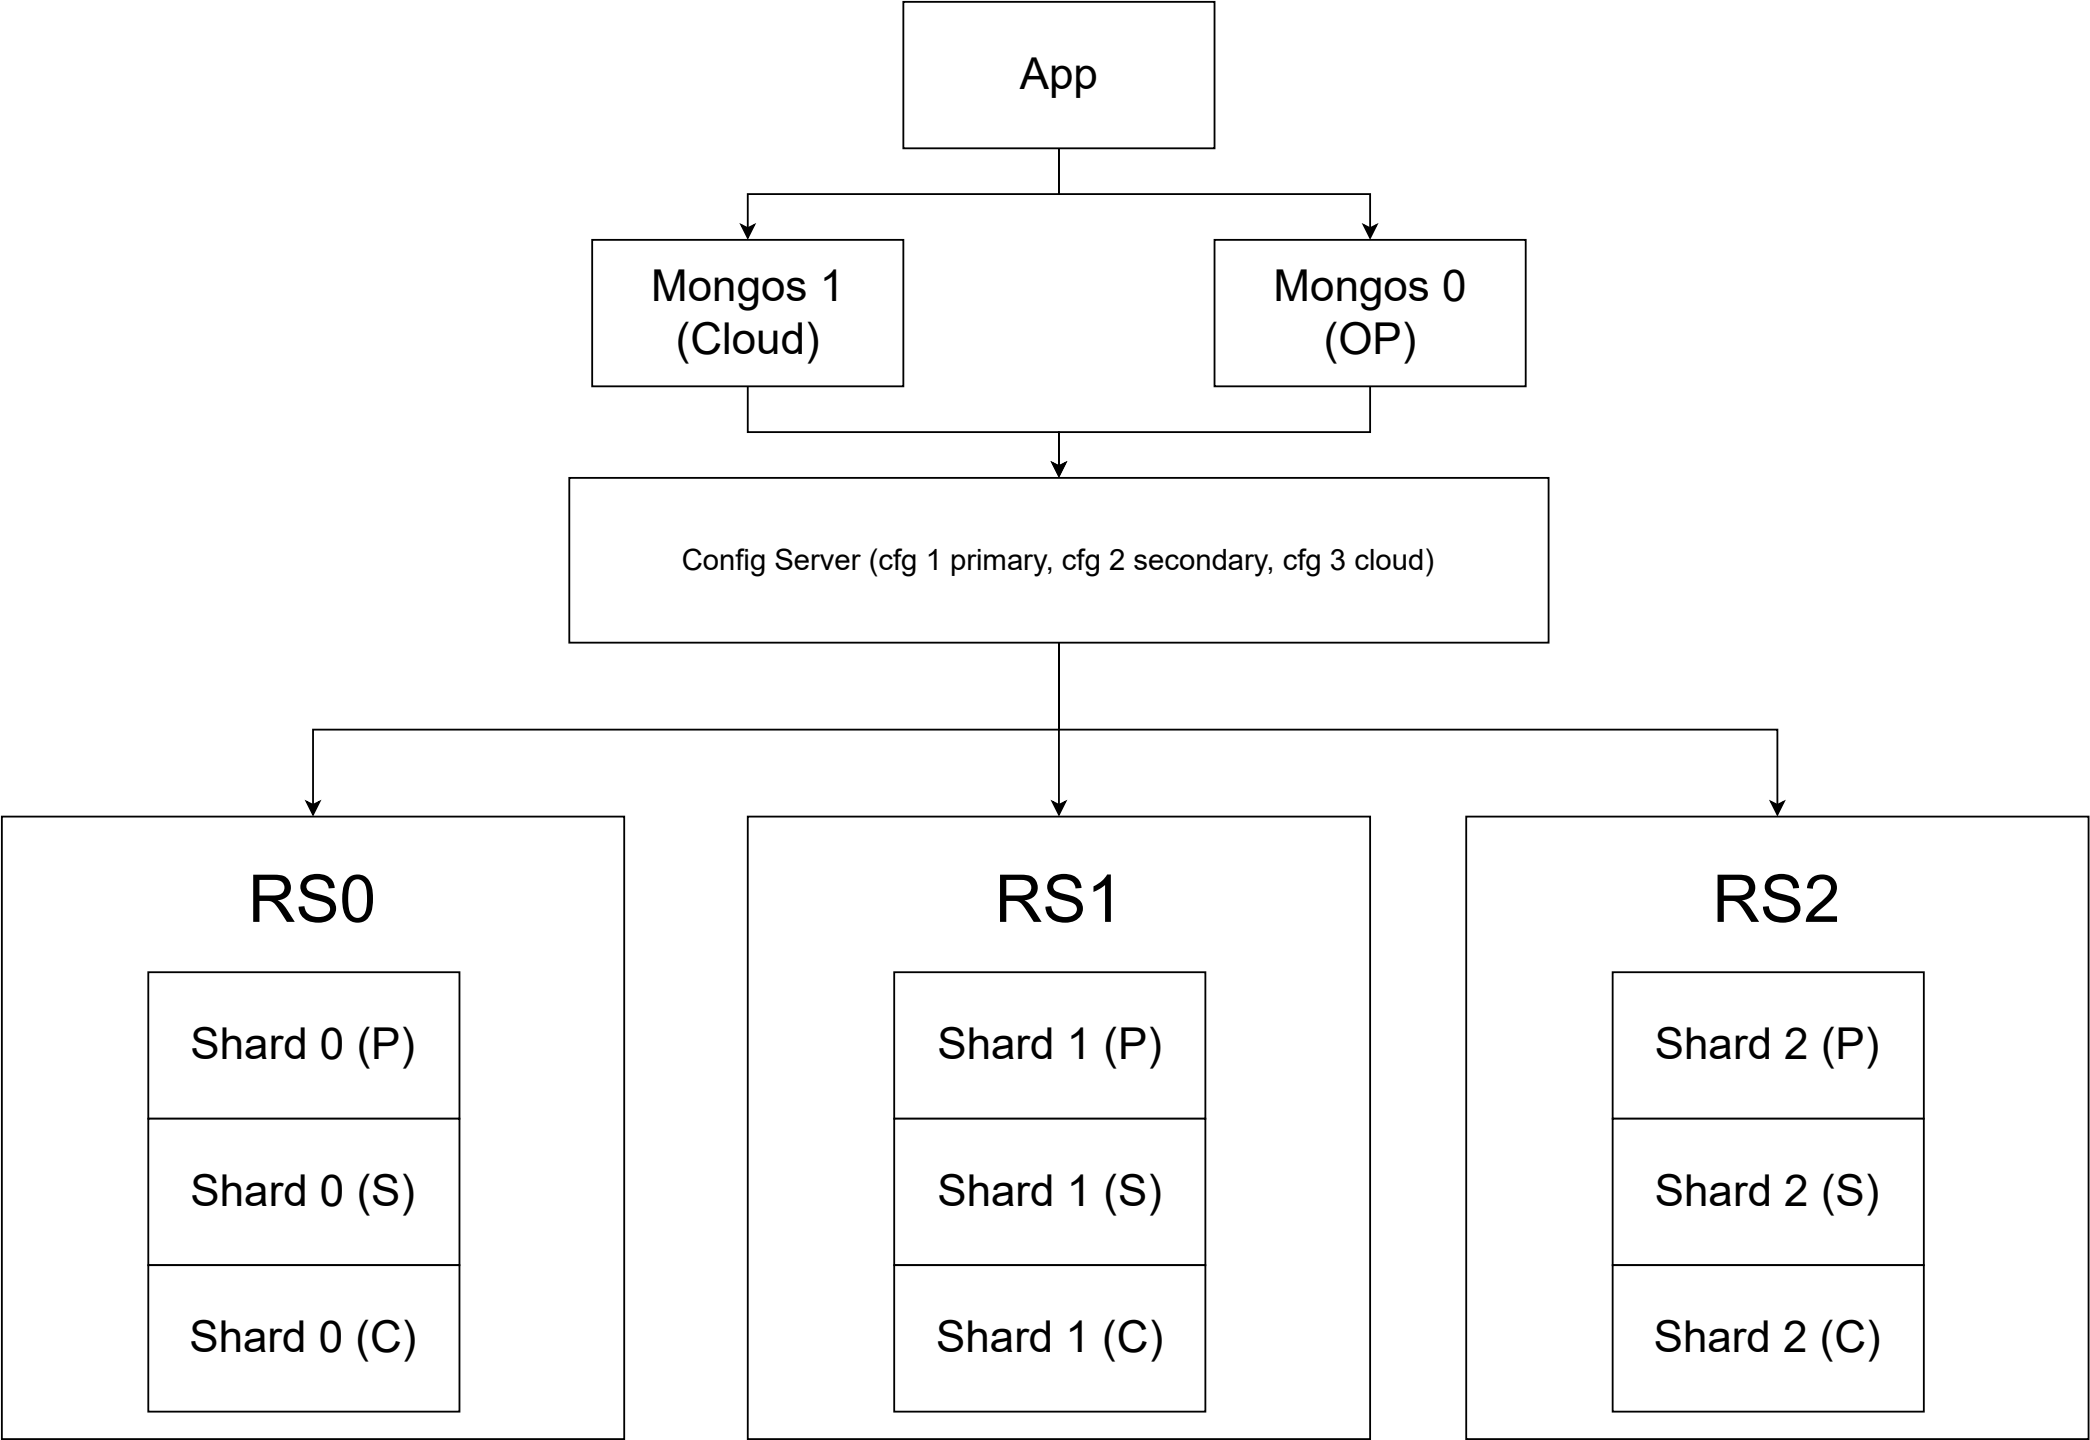 App
Mongos 1
(Cloud)
Mongos 0
(OP)
Config Server (cfg 1 primary, cfg 2 secondary, cfg 3 cloud)
RS0
Shard 0 (P)
Shard 0 (S)
Shard 0 (C)
RS1
Shard 1 (P)
Shard 1 (S)
Shard 1 (C)
RS2
Shard 2 (P)
Shard 2 (S)
Shard 2 (C)